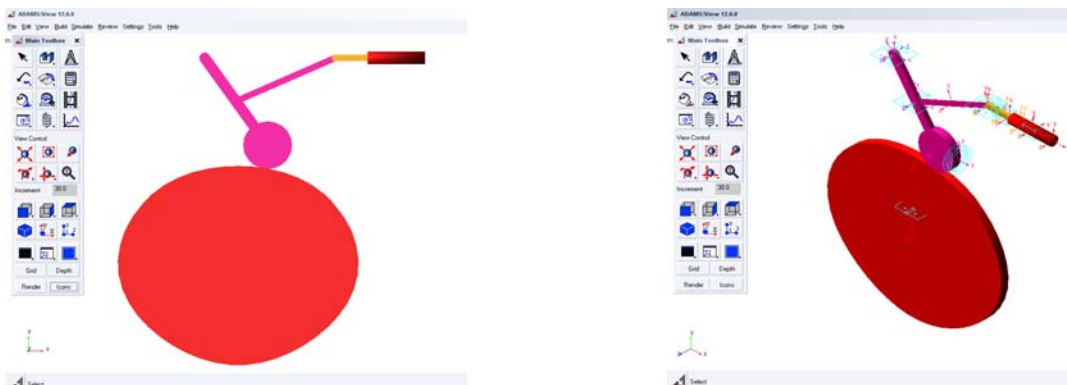 ADAMS/View 12.0.0
File Edit View Build Simulate Review Settings Tools Help
Main Toolbox
View Control
Increment 30.0
Grid Depth
Render Icons
Select
ADAMS/View 12.0.0
File Edit View Build Simulate Review Settings Tools Help
Main Toolbox
View Control
Increment 30.0
Grid Depth
Render Icons
Select